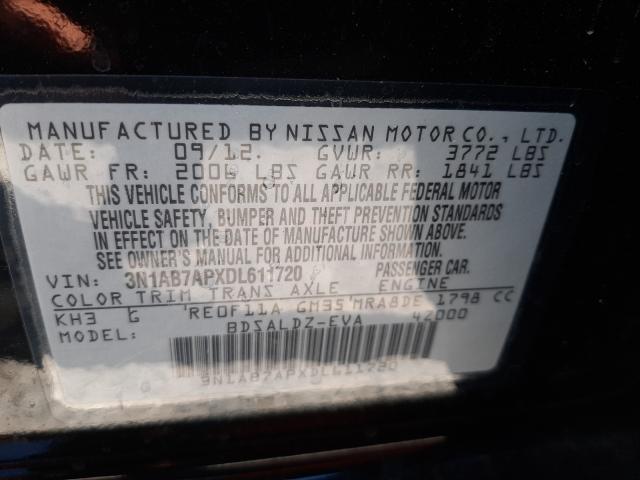 MANUFACTURED BY NISSAN MOTOR CO., LTD.
DATE: 09/12. GVWR: 3772 LBS
GAWR FR: 2006 LBS GAWR RR: 1841 LBS
THIS VEHICLE CONFORMS TO ALL APPLICABLE FEDERAL MOTOR
VEHICLE SAFETY, BUMPER AND THEFT PREVENTION STANDARDS
IN EFFECT ON THE DATE OF MANUFACTURE SHOWN ABOVE.
SEE OWNER'S MANUAL FOR ADDITIONAL INFORMATION.
VIN: 3N1AB7APXDL611720 PASSENGER CAR.
COLOR TRIM TRANS AXLE ENGINE
KH3 G RE0F11A GM35 MRA8DE 1798 CC
MODEL: BDSALDZ-EVA 42000
3N1AB7APXDL611720